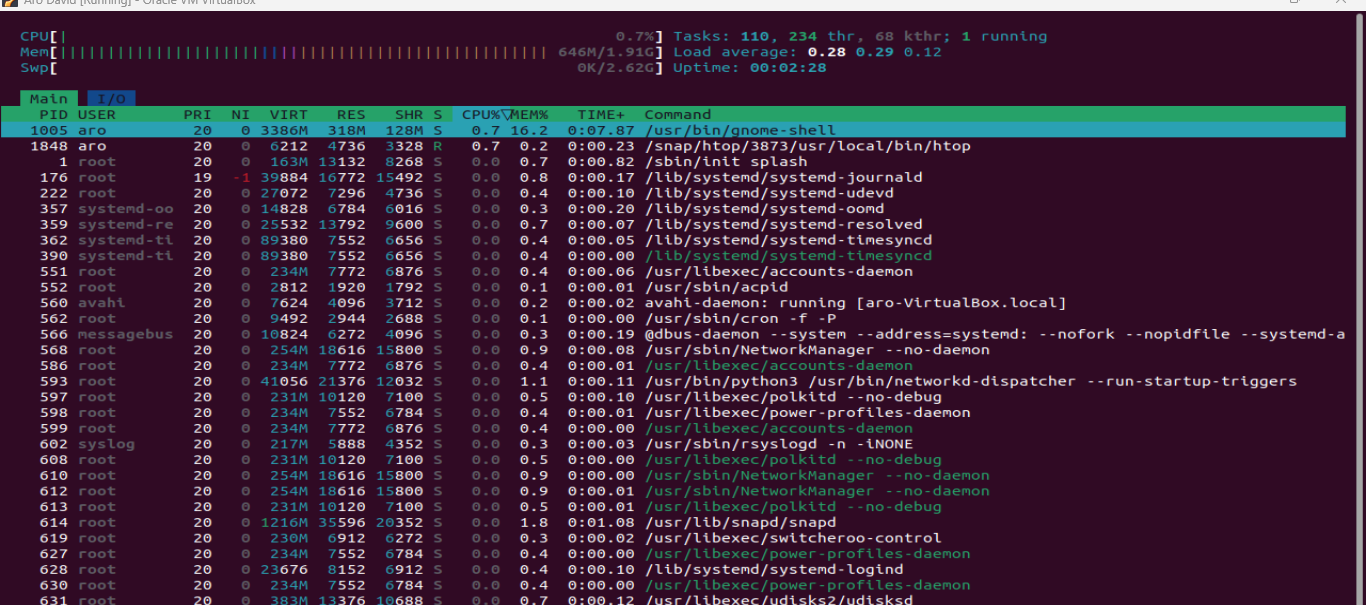 Aro David [Running] - Oracle VM VirtualBox
CPU[| 0.7%] Tasks: 110, 234 thr, 68 kthr; 1 running
Mem[||||||||||||||||||||||||||||||||||||||||||||||||||| 646M/1.91G] Load average: 0.28 0.29 0.12
Swp[ 0K/2.62G] Uptime: 00:02:28
Main I/O
PID USER PRI NI VIRT RES SHR S CPU%▽MEM% TIME+ Command
1005 aro 20 0 3386M 318M 128M S 0.7 16.2 0:07.87 /usr/bin/gnome-shell
1848 aro 20 0 6212 4736 3328 R 0.7 0.2 0:00.23 /snap/htop/3873/usr/local/bin/htop
1 root 20 0 163M 13132 8268 S 0.0 0.7 0:00.82 /sbin/init splash
176 root 19 -1 39884 16772 15492 S 0.0 0.8 0:00.17 /lib/systemd/systemd-journald
222 root 20 0 27072 7296 4736 S 0.0 0.4 0:00.10 /lib/systemd/systemd-udevd
357 systemd-oo 20 0 14828 6784 6016 S 0.0 0.3 0:00.20 /lib/systemd/systemd-oomd
359 systemd-re 20 0 25532 13792 9600 S 0.0 0.7 0:00.07 /lib/systemd/systemd-resolved
362 systemd-ti 20 0 89380 7552 6656 S 0.0 0.4 0:00.05 /lib/systemd/systemd-timesyncd
390 systemd-ti 20 0 89380 7552 6656 S 0.0 0.4 0:00.00 /lib/systemd/systemd-timesyncd
551 root 20 0 234M 7772 6876 S 0.0 0.4 0:00.06 /usr/libexec/accounts-daemon
552 root 20 0 2812 1920 1792 S 0.0 0.1 0:00.01 /usr/sbin/acpid
560 avahi 20 0 7624 4096 3712 S 0.0 0.2 0:00.02 avahi-daemon: running [aro-VirtualBox.local]
562 root 20 0 9492 2944 2688 S 0.0 0.1 0:00.00 /usr/sbin/cron -f -P
566 messagebus 20 0 10824 6272 4096 S 0.0 0.3 0:00.19 @dbus-daemon --system --address=systemd: --nofork --nopidfile --systemd-a
568 root 20 0 254M 18616 15800 S 0.0 0.9 0:00.08 /usr/sbin/NetworkManager --no-daemon
586 root 20 0 234M 7772 6876 S 0.0 0.4 0:00.01 /usr/libexec/accounts-daemon
593 root 20 0 41056 21376 12032 S 0.0 1.1 0:00.11 /usr/bin/python3 /usr/bin/networkd-dispatcher --run-startup-triggers
597 root 20 0 231M 10120 7100 S 0.0 0.5 0:00.10 /usr/libexec/polkitd --no-debug
598 root 20 0 234M 7552 6784 S 0.0 0.4 0:00.01 /usr/libexec/power-profiles-daemon
599 root 20 0 234M 7772 6876 S 0.0 0.4 0:00.00 /usr/libexec/accounts-daemon
602 syslog 20 0 217M 5888 4352 S 0.0 0.3 0:00.03 /usr/sbin/rsyslogd -n -iNONE
608 root 20 0 231M 10120 7100 S 0.0 0.5 0:00.00 /usr/libexec/polkitd --no-debug
610 root 20 0 254M 18616 15800 S 0.0 0.9 0:00.00 /usr/sbin/NetworkManager --no-daemon
612 root 20 0 254M 18616 15800 S 0.0 0.9 0:00.01 /usr/sbin/NetworkManager --no-daemon
613 root 20 0 231M 10120 7100 S 0.0 0.5 0:00.01 /usr/libexec/polkitd --no-debug
614 root 20 0 1216M 35596 20352 S 0.0 1.8 0:01.08 /usr/lib/snapd/snapd
619 root 20 0 230M 6912 6272 S 0.0 0.3 0:00.02 /usr/libexec/switcheroo-control
627 root 20 0 234M 7552 6784 S 0.0 0.4 0:00.00 /usr/libexec/power-profiles-daemon
628 root 20 0 23676 8152 6912 S 0.0 0.4 0:00.10 /lib/systemd/systemd-logind
630 root 20 0 234M 7552 6784 S 0.0 0.4 0:00.00 /usr/libexec/power-profiles-daemon
631 root 20 0 383M 13376 10688 S 0.0 0.7 0:00.12 /usr/libexec/udisks2/udisksd